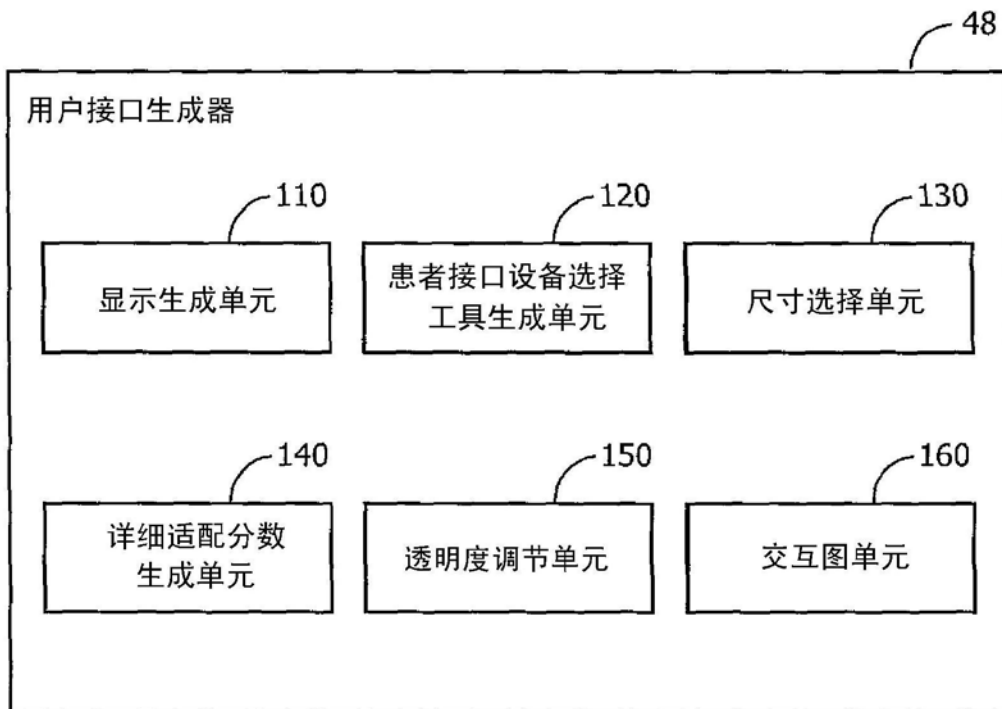 48
用户接口生成器
110
120
130
显示生成单元
患者接口设备选择
工具生成单元
尺寸选择单元
140
150
160
详细适配分数
生成单元
透明度调节单元
交互图单元